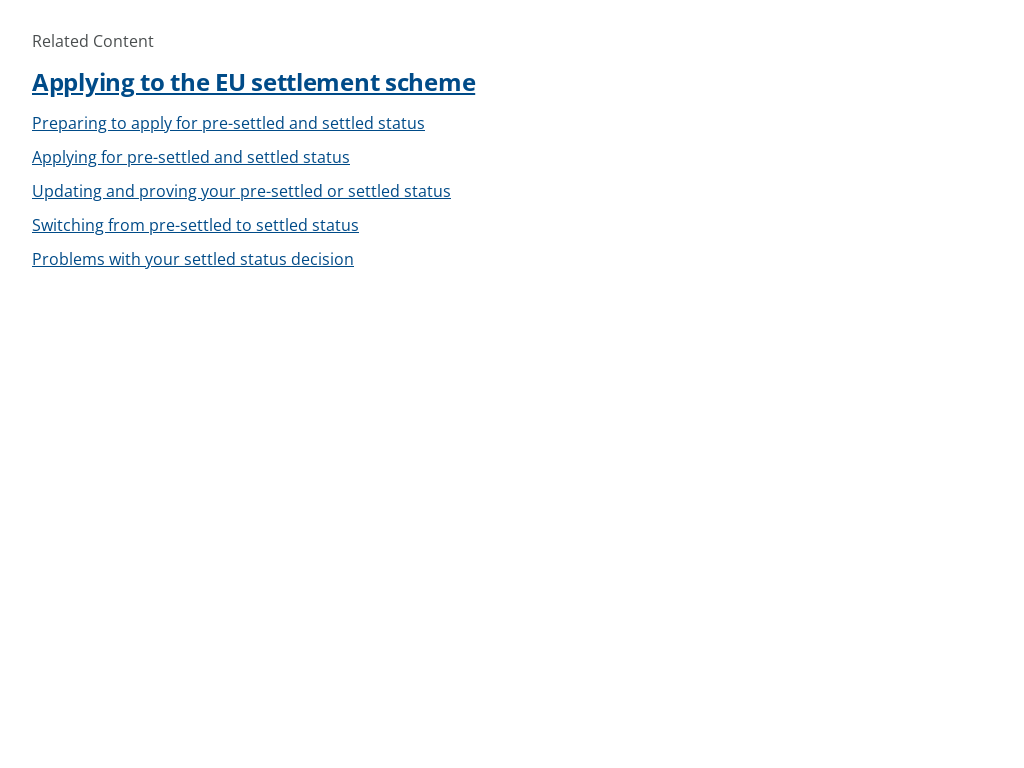 Related Content
Applying to the EU settlement scheme
Preparing to apply for pre-settled and settled status
Applying for pre-settled and settled status
Updating and proving your pre-settled or settled status
Switching from pre-settled to settled status
Problems with your settled status decision